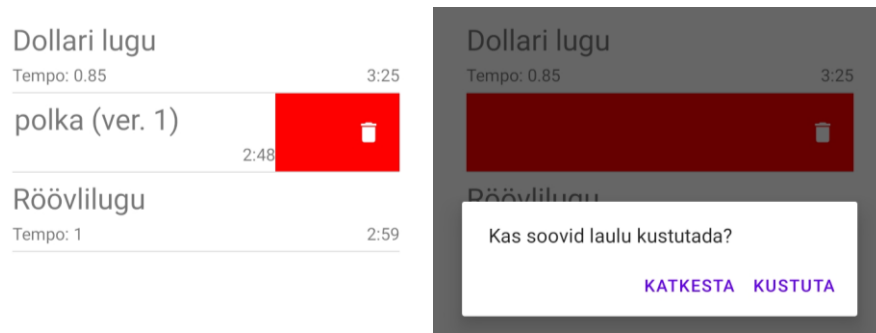 Dollari lugu
Tempo: 0.85 3:25
polka (ver. 1)
2:48
Röövlilugu
Tempo: 1 2:59
Dollari lugu
Tempo: 0.85 3:25
Röövlilugu
Kas soovid laulu kustutada?
KATKESTA KUSTUTA